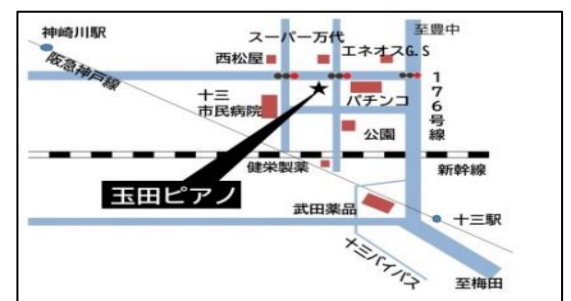 至豊中
神崎川駅
スーパー万代
エネオスG.S
西松屋
阪急神戸線
十三
市民病院
パチンコ
176号線
公園
健栄製薬
新幹線
玉田ピアノ
武田薬品
十三駅
十三バイパス
至梅田